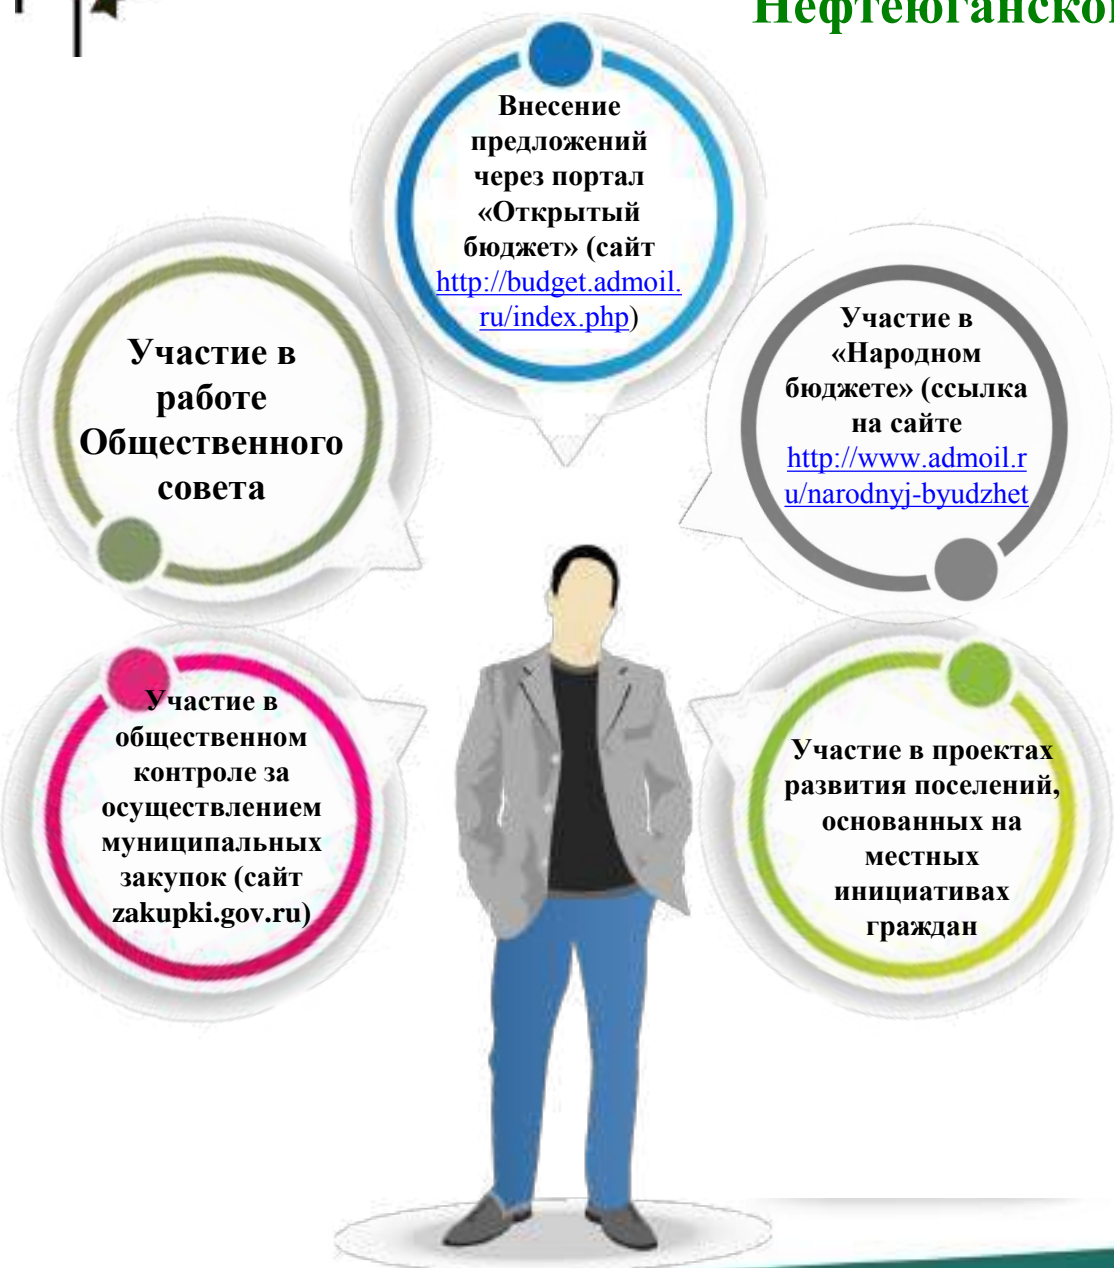 Нефтеюганско
Внесение
предложений
через портал
«Открытый
бюджет» (сайт
http://budget.admoil.
ru/index.php)
Участие в
работе
Общественного
совета
Участие в
«Народном
бюджете» (ссылка
на сайте
http://www.admoil.r
u/narodnyj-byudzhet
Участие в
общественном
контроле за
осуществлением
муниципальных
закупок (сайт
zakupki.gov.ru)
Участие в проектах
развития поселений,
основанных на
местных
инициативах
граждан